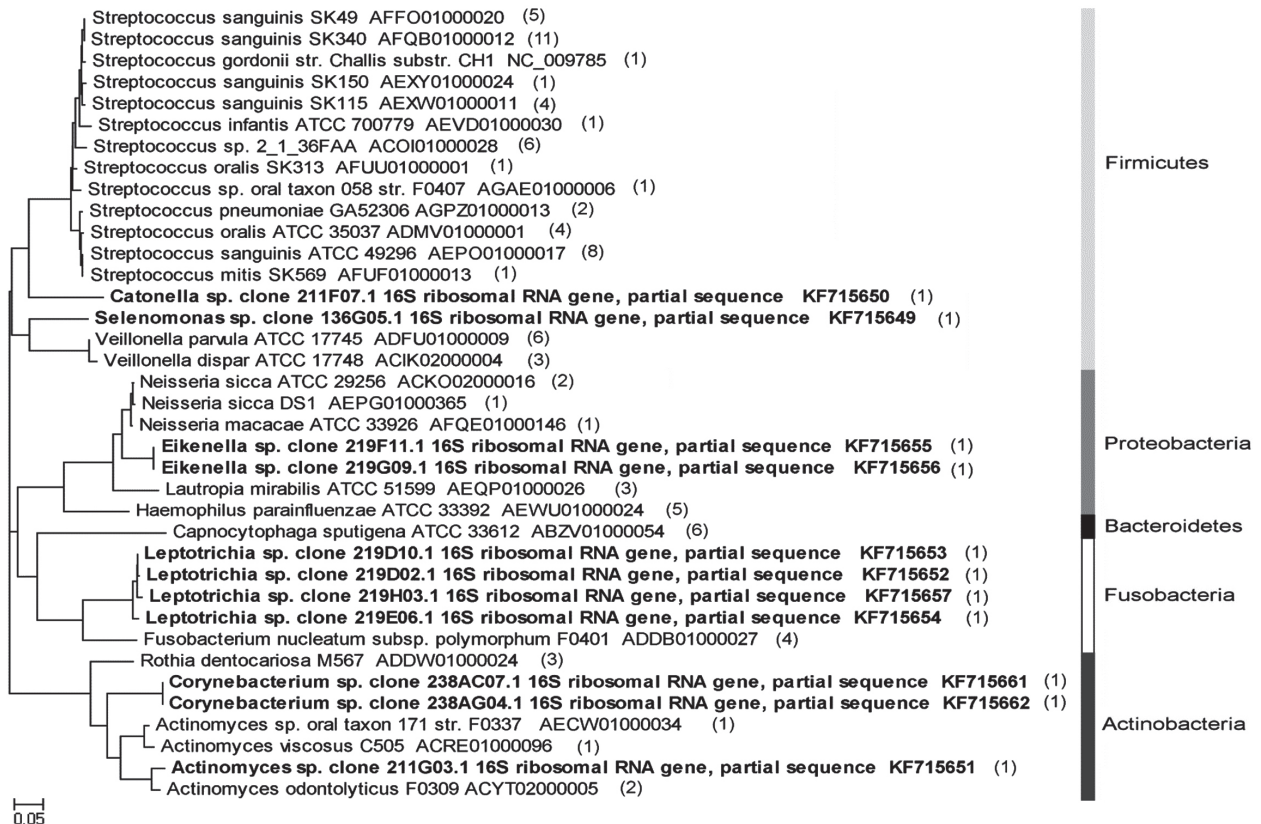 Streptococcus sanguinis SK49 AFFO01000020 (5)
Streptococcus sanguinis SK340 AFQB01000012 (11)
Streptococcus gordonii str. Challis substr. CH1 NC_009785 (1)
Streptococcus sanguinis SK150 AEXY01000024 (1)
Streptococcus sanguinis SK115 AEXW01000011 (4)
Streptococcus infantis ATCC 700779 AEVD01000030 (1)
Streptococcus sp. 2_1_36FAA ACOI01000028 (6)
Streptococcus oralis SK313 AFUU01000001 (1)
Firmicutes
Streptococcus sp. oral taxon 058 str. F0407 AGAE01000006 (1)
Streptococcus pneumoniae GA52306 AGPZ01000013 (2)
Streptococcus oralis ATCC 35037 ADMV01000001 (4)
Streptococcus sanguinis ATCC 49296 AEPO01000017 (8)
Streptococcus mitis SK569 AFUF01000013 (1)
Catonella sp. clone 211F07.1 16S ribosomal RNA gene, partial sequence KF715650 (1)
Selenomonas sp. clone 136G05.1 16S ribosomal RNA gene, partial sequence KF715649 (1)
Veillonella parvula ATCC 17745 ADFU01000009 (6)
Veillonella dispar ATCC 17748 ACIK02000004 (3)
Neisseria sicca ATCC 29256 ACKO02000016 (2)
Neisseria sicca DS1 AEPG01000365 (1)
Neisseria macacae ATCC 33926 AFQE01000146 (1)
Eikenella sp. clone 219F11.1 16S ribosomal RNA gene, partial sequence KF715655 (1)
Proteobacteria
Eikenella sp. clone 219G09.1 16S ribosomal RNA gene, partial sequence KF715656 (1)
Lautropia mirabilis ATCC 51599 AEQP01000026 (3)
Haemophilus parainfluenzae ATCC 33392 AEWU01000024 (5)
Capnocytophaga sputigena ATCC 33612 ABZV01000054 (6)
Bacteroidetes
Leptotrichia sp. clone 219D10.1 16S ribosomal RNA gene, partial sequence KF715653 (1)
Leptotrichia sp. clone 219D02.1 16S ribosomal RNA gene, partial sequence KF715652 (1)
Leptotrichia sp. clone 219H03.1 16S ribosomal RNA gene, partial sequence KF715657 (1)
Fusobacteria
Leptotrichia sp. clone 219E06.1 16S ribosomal RNA gene, partial sequence KF715654 (1)
Fusobacterium nucleatum subsp. polymorphum F0401 ADDB01000027 (4)
Rothia dentocariosa M567 ADDW01000024 (3)
Corynebacterium sp. clone 238AC07.1 16S ribosomal RNA gene, partial sequence KF715661 (1)
Corynebacterium sp. clone 238AG04.1 16S ribosomal RNA gene, partial sequence KF715662 (1)
Actinomyces sp. oral taxon 171 str. F0337 AECW01000034 (1)
Actinobacteria
Actinomyces viscosus C505 ACRE01000096 (1)
Actinomyces sp. clone 211G03.1 16S ribosomal RNA gene, partial sequence KF715651 (1)
Actinomyces odontolyticus F0309 ACYT02000005 (2)
0.05